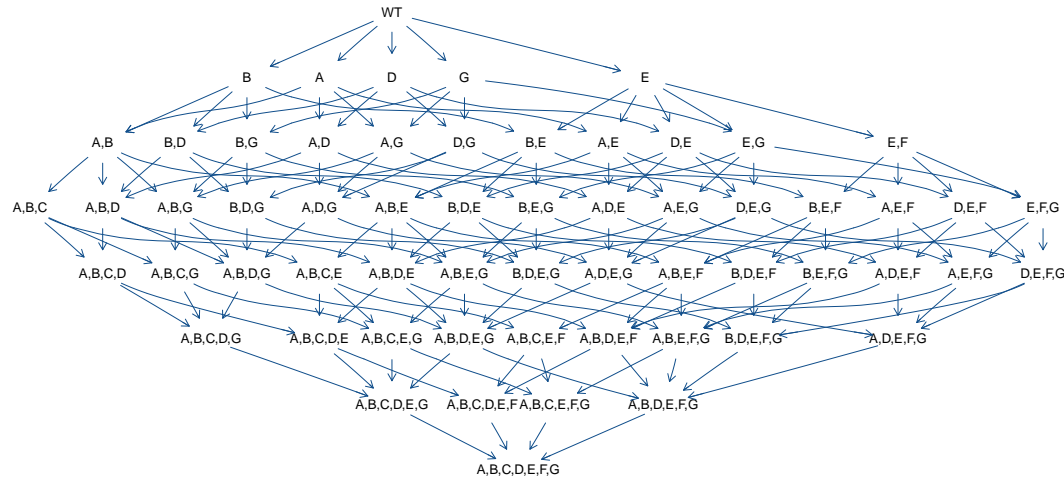 WT
B A D G E
A,B B,D B,G A,D A,G D,G B,E A,E D,E E,G E,F
A,B,C A,B,D A,B,G B,D,G A,D,G A,B,E B,D,E B,E,G A,D,E A,E,G D,E,G B,E,F A,E,F D,E,F E,F,G
A,B,C,D A,B,C,G A,B,D,G A,B,C,E A,B,D,E A,B,E,G B,D,E,G A,D,E,G A,B,E,F B,D,E,F B,E,F,G A,D,E,F A,E,F,G D,E,F,G
A,B,C,D,G A,B,C,D,E A,B,C,E,G A,B,D,E,G A,B,C,E,F A,B,D,E,F A,B,E,F,G B,D,E,F,G A,D,E,F,G
A,B,C,D,E,G A,B,C,D,E,F A,B,C,E,F,G A,B,D,E,F,G
A,B,C,D,E,F,G